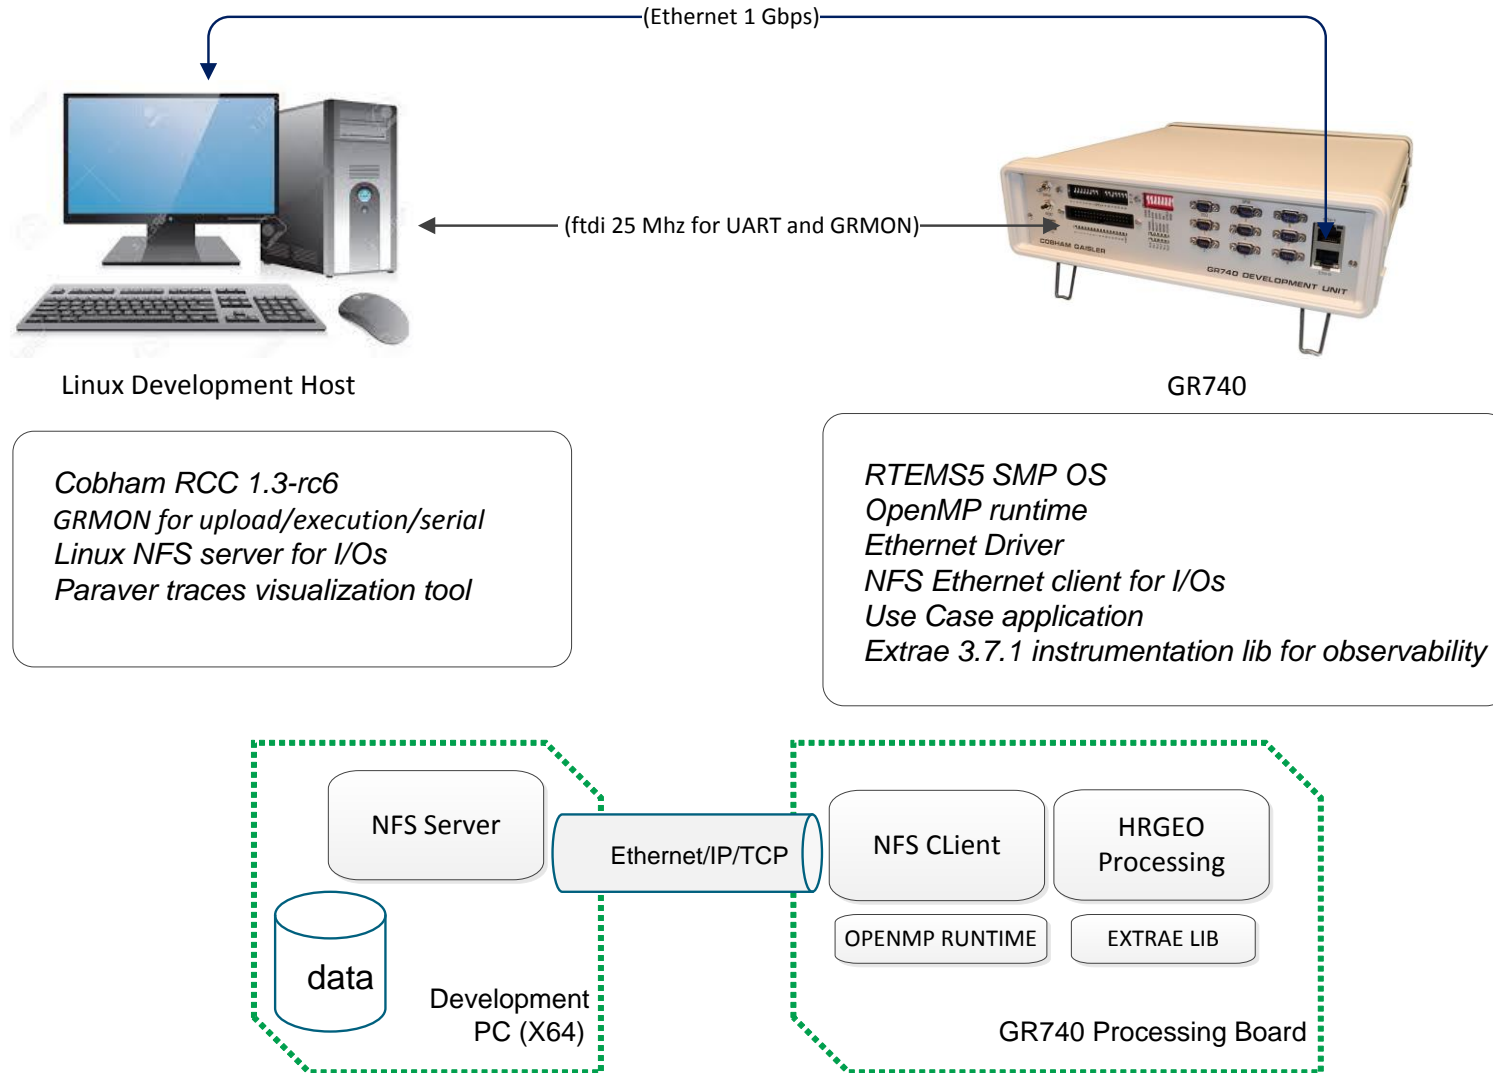 (Ethernet 1 Gbps)
(ftdi 25 Mhz for UART and GRMON)
COBHAM GAISLER
GR740 DEVELOPMENT UNIT
Linux Development Host
GR740
Cobham RCC 1.3-rc6
GRMON for upload/execution/serial
Linux NFS server for I/Os
Paraver traces visualization tool
RTEMS5 SMP OS
OpenMP runtime
Ethernet Driver
NFS Ethernet client for I/Os
Use Case application
Extrae 3.7.1 instrumentation lib for observability
NFS Server
Ethernet/IP/TCP
NFS CLient
HRGEO
Processing
OPENMP RUNTIME
EXTRAE LIB
data
Development
PC (X64)
GR740 Processing Board